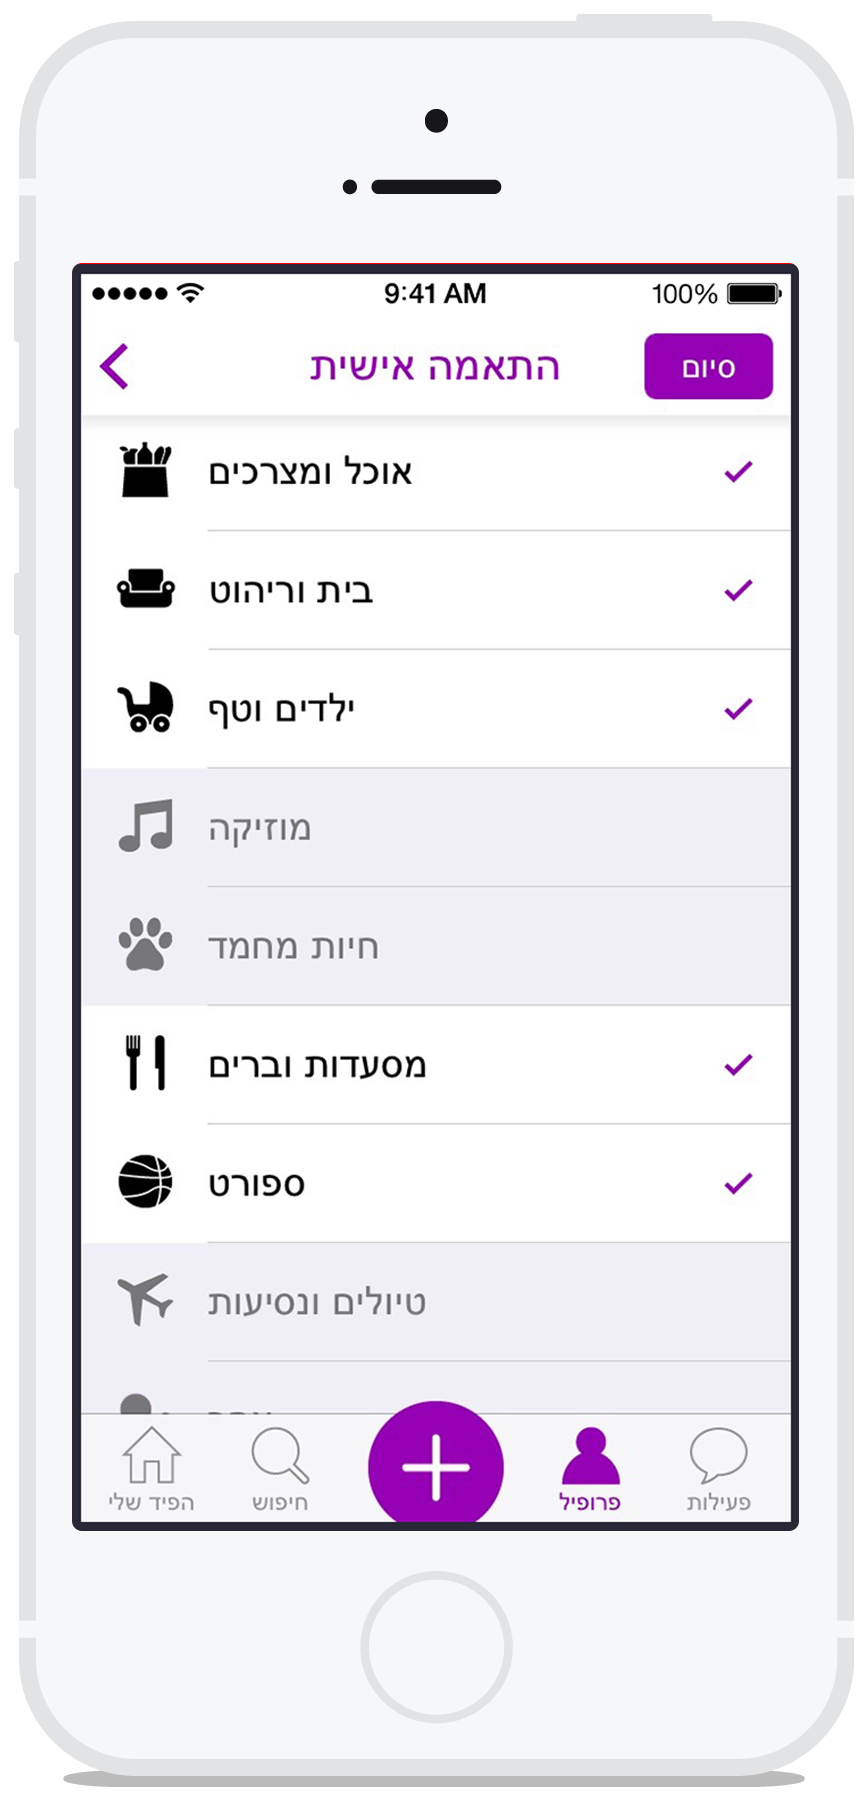 9:41 AM 100%
התאמה אישית
סיום
אוכל ומצרכים
בית וריהוט
ילדים וטף
מוזיקה
חיות מחמד
מסעדות וברים
ספורט
טיולים ונסיעות
הפיד שלי
חיפוש
פרופיל
פעילות